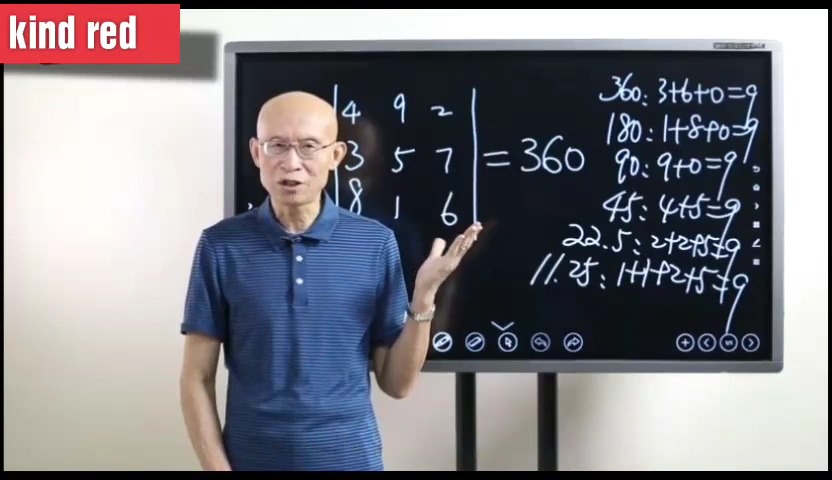 kind red
4 9 2
3 5 7 = 360
8 1 6
360: 3+6+0=9
180: 1+8+0=9
90: 9+0=9
45: 4+5=9
22.5: 2+2+5=9
11.25: 1+1+2+5=9